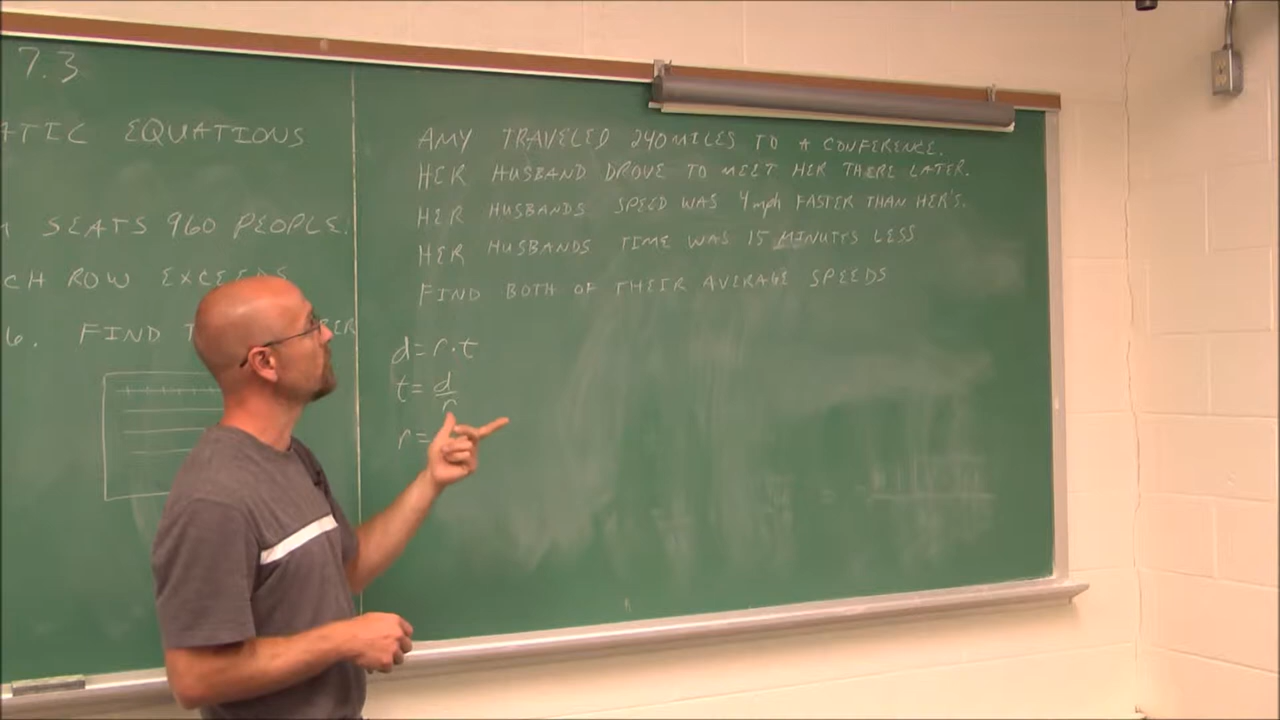 7.3
ATIC EQUATIONS
SEATS 960 PEOPLE.
CH ROW EXCEEDS
6. FIND T BER
AMY TRAVELED 240 MILES TO A CONFERENCE.
HER HUSBAND DROVE TO MEET HER THERE LATER.
HER HUSBANDS SPEED WAS 4mph FASTER THAN HER'S.
HER HUSBANDS TIME WAS 15 MINUTES LESS
FIND BOTH OF THEIR AVERAGE SPEEDS
d=r·t
t=d/r
r=